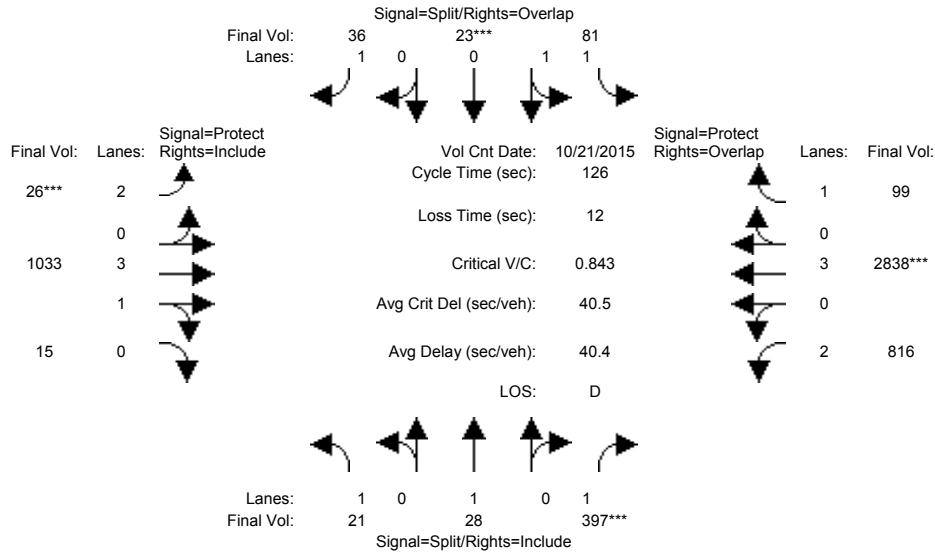 Signal=Split/Rights=Overlap
Final Vol: 36 23*** 81
Lanes: 1 0 0 1 1
Signal=Protect
Final Vol: Lanes: Rights=Include
Vol Cnt Date: 10/21/2015
Signal=Protect
Rights=Overlap Lanes: Final Vol:
Cycle Time (sec): 126
26*** 2
1 99
Loss Time (sec): 12
0
0
1033 3
Critical V/C: 0.843
3 2838***
1
Avg Crit Del (sec/veh): 40.5
0
15 0
Avg Delay (sec/veh): 40.4
2 816
LOS: D
Lanes: 1 0 1 0 1
Final Vol: 21 28 397***
Signal=Split/Rights=Include